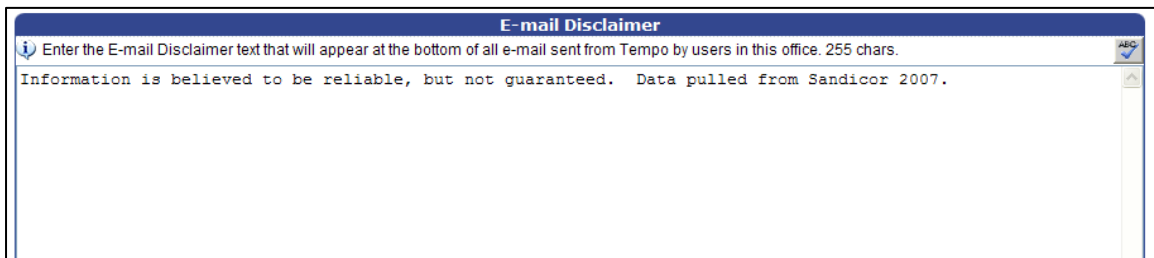 E-mail Disclaimer
Enter the E-mail Disclaimer text that will appear at the bottom of all e-mail sent from Tempo by users in this office. 255 chars.
ABC
Information is believed to be reliable, but not guaranteed.  Data pulled from Sandicor 2007.